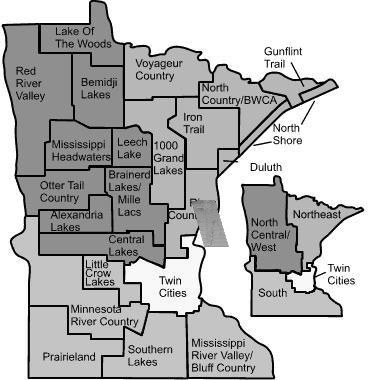 Lake Of
The Woods
Gunflint
Trail
Voyageur
Country
Red
River
Valley
Bemidji
Lakes
North
Country/BWCA
Iron
Trail
North
Shore
Mississippi
Headwaters
Leech
Lake
1000
Grand
Lakes
Duluth
Brainerd
Lakes/
Mille
Lacs
Otter Tail
Country
Alexandria
Lakes
Central
Lakes
North
Central/
West
Northeast
Little
Crow
Lakes
Twin
Cities
Twin
Cities
South
Minnesota
River Country
Prairieland
Southern
Lakes
Mississippi
River Valley/
Bluff Country